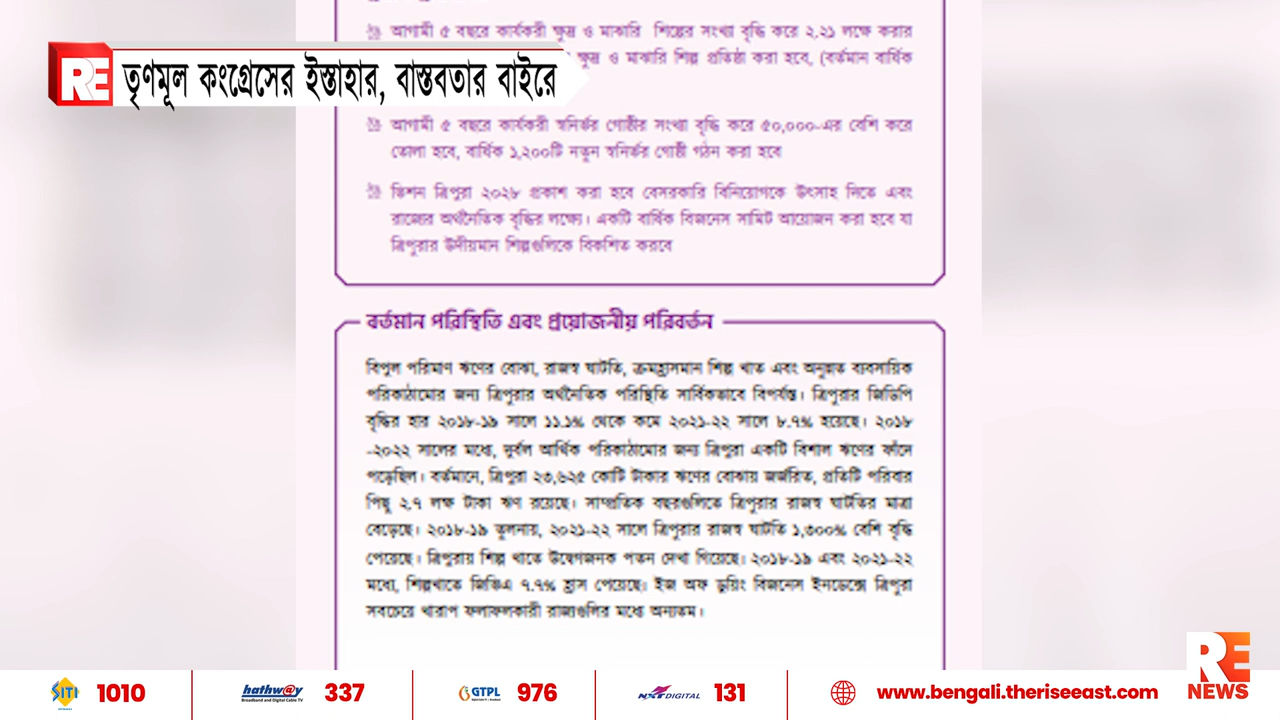 আগামী ৫ বছরে কার্যকরী ক্ষুদ্র ও মাঝারি শিল্পের সংখ্যা বৃদ্ধি করে ২.২১ লক্ষে করার
ক্ষুদ্র ও মাঝারি শিল্প প্রতিষ্ঠা করা হবে, (বর্তমান বার্ষিক
RE তৃণমূল কংগ্রেসের ইস্তাহার, বাস্তবতার বাইরে
আগামী ৫ বছরে কার্যকরী স্বনির্ভর গোষ্ঠীর সংখ্যা বৃদ্ধি করে ৫০,০০০-এর বেশি করে
তোলা হবে, বার্ষিক ১,২০০টি নতুন স্বনির্ভর গোষ্ঠী গঠন করা হবে
ভিশন ত্রিপুরা ২০২৮ প্রকাশ করা হবে বেসরকারি বিনিয়োগকে উৎসাহ দিতে এবং
রাজ্যের অর্থনৈতিক বৃদ্ধির লক্ষ্যে। একটি বার্ষিক বিজনেস সামিট আয়োজন করা হবে যা
ত্রিপুরার উদীয়মান শিল্পগুলিকে বিকশিত করবে
বর্তমান পরিস্থিতি এবং প্রয়োজনীয় পরিবর্তন
বিপুল পরিমাণ ঋণের বোঝা, রাজস্ব ঘাটতি, ক্রমহ্রাসমান শিল্প খাত এবং অনুন্নত ব্যবসায়িক
পরিকাঠামোর জন্য ত্রিপুরার অর্থনৈতিক পরিস্থিতি সার্বিকভাবে বিপর্যস্ত। ত্রিপুরার জিডিপি
বৃদ্ধির হার ২০১৮-১৯ সালে ১১.১% থেকে কমে ২০২১-২২ সালে ৮.৭% হয়েছে। ২০১৮
-২০২২ সালের মধ্যে, দুর্বল আর্থিক পরিকাঠামোর জন্য ত্রিপুরা একটি বিশাল ঋণের ফাঁদে
পড়েছিল। বর্তমানে, ত্রিপুরা ২৩,৬২৫ কোটি টাকার ঋণের বোঝায় জর্জরিত, প্রতিটি পরিবার
পিছু ২.৭ লক্ষ টাকা ঋণ রয়েছে। সাম্প্রতিক বছরগুলিতে ত্রিপুরার রাজস্ব ঘাটতির মাত্রা
বেড়েছে। ২০১৮-১৯ তুলনায়, ২০২১-২২ সালে ত্রিপুরার রাজস্ব ঘাটতি ১,৩০০% বেশি বৃদ্ধি
পেয়েছে। ত্রিপুরায় শিল্প খাতে উদ্বেগজনক পতন দেখা গিয়েছে। ২০১৮-১৯ এবং ২০২১-২২
মধ্যে, শিল্পখাতে জিভিএ ৭.৭% হ্রাস পেয়েছে। ইজ অফ ডুয়িং বিজনেস ইনডেক্সে ত্রিপুরা
সবচেয়ে খারাপ ফলাফলকারী রাজ্যগুলির মধ্যে অন্যতম।
RE NEWS
SITI 1010 hathw@y Broadband and Digital Cable TV 337 GTPL 976 NXT DIGITAL 131 www.bengali.theriseeast.com